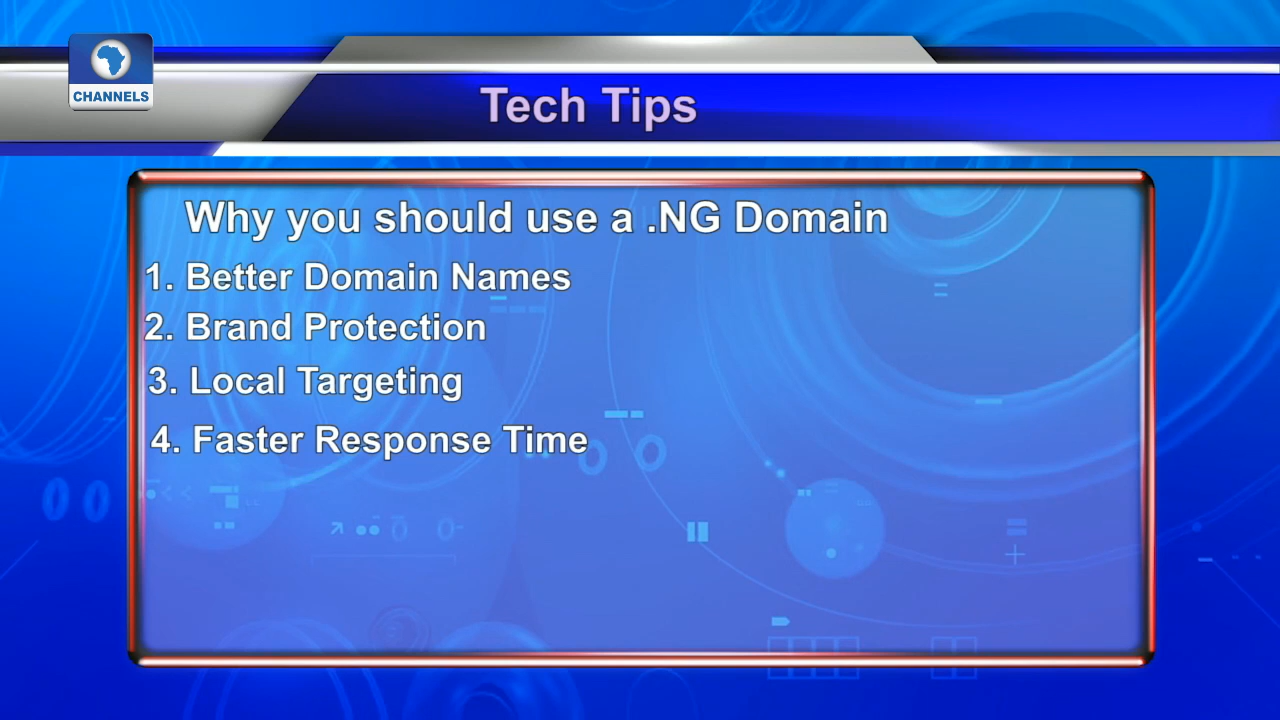 CHANNELS
Tech Tips
Why you should use a .NG Domain
1. Better Domain Names
2. Brand Protection
3. Local Targeting
4. Faster Response Time